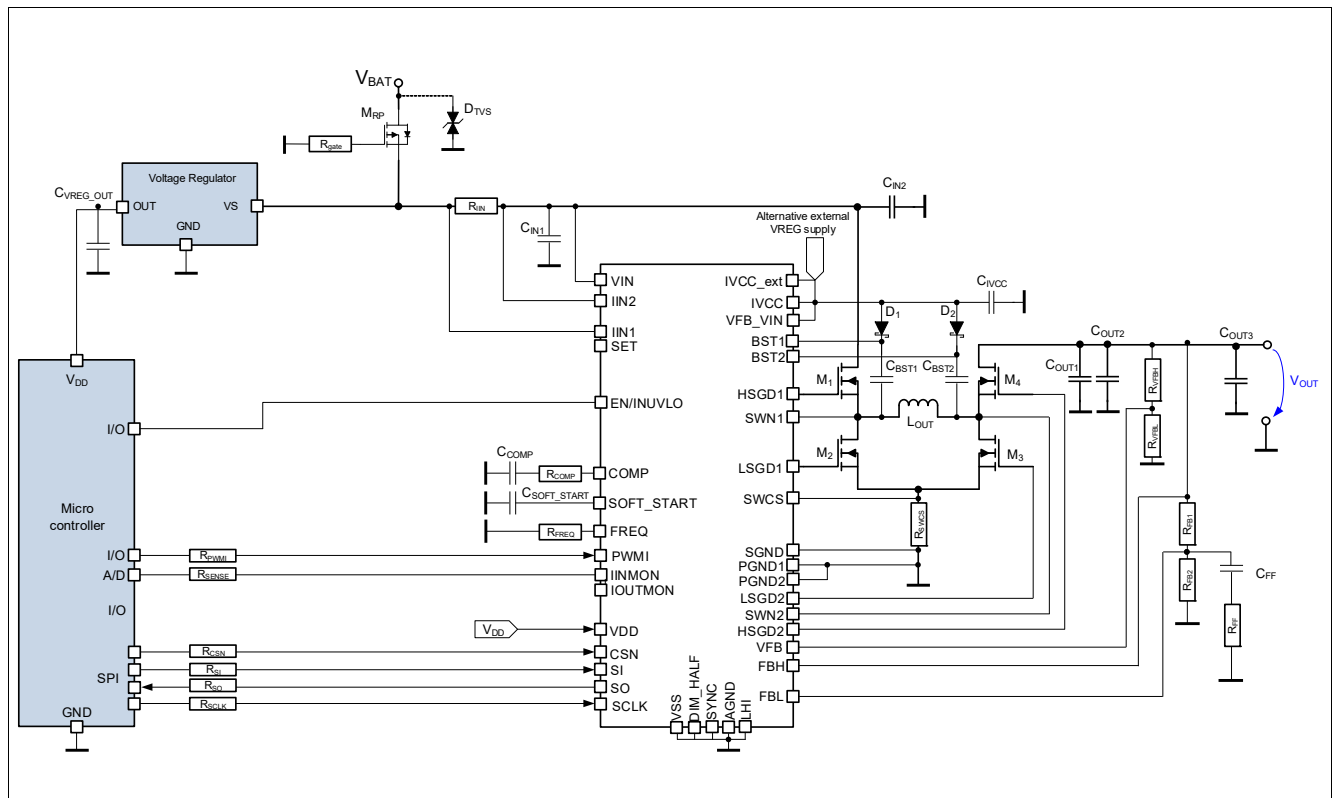 VBAT
MRP
DTVS
Rgate
Voltage Regulator
CVREG_OUT
OUT
VS
GND
RIIN
CIN1
CIN2
Alternative external
VREG supply
VIN
IIN2
IIN1
SET
EN/INUVLO
COMP
SOFT_START
FREQ
PWMI
IINMON
IOUTMON
VDD
CSN
SI
SO
SCLK
VSS
DIM_HALF
SYNC
AGND
LHI
IVCC_ext
IVCC
VFB_VIN
BST1
BST2
HSGD1
SWN1
LSGD1
SWCS
SGND
PGND1
PGND2
LSGD2
SWN2
HSGD2
VFB
FBH
FBL
CIVCC
D1
D2
CBST1
CBST2
M1
M4
LOUT
M2
M3
RSWCS
COUT1
COUT2
COUT3
RVFBH
RVFBL
VOUT
RFB1
RFB2
CFF
RFF
VDD
I/O
Micro
controller
I/O
A/D
I/O
SPI
GND
CCOMP
RCOMP
CSOFT_START
RFREQ
RPWMI
RSENSE
VDD
RCSN
RSI
RSO
RSCLK